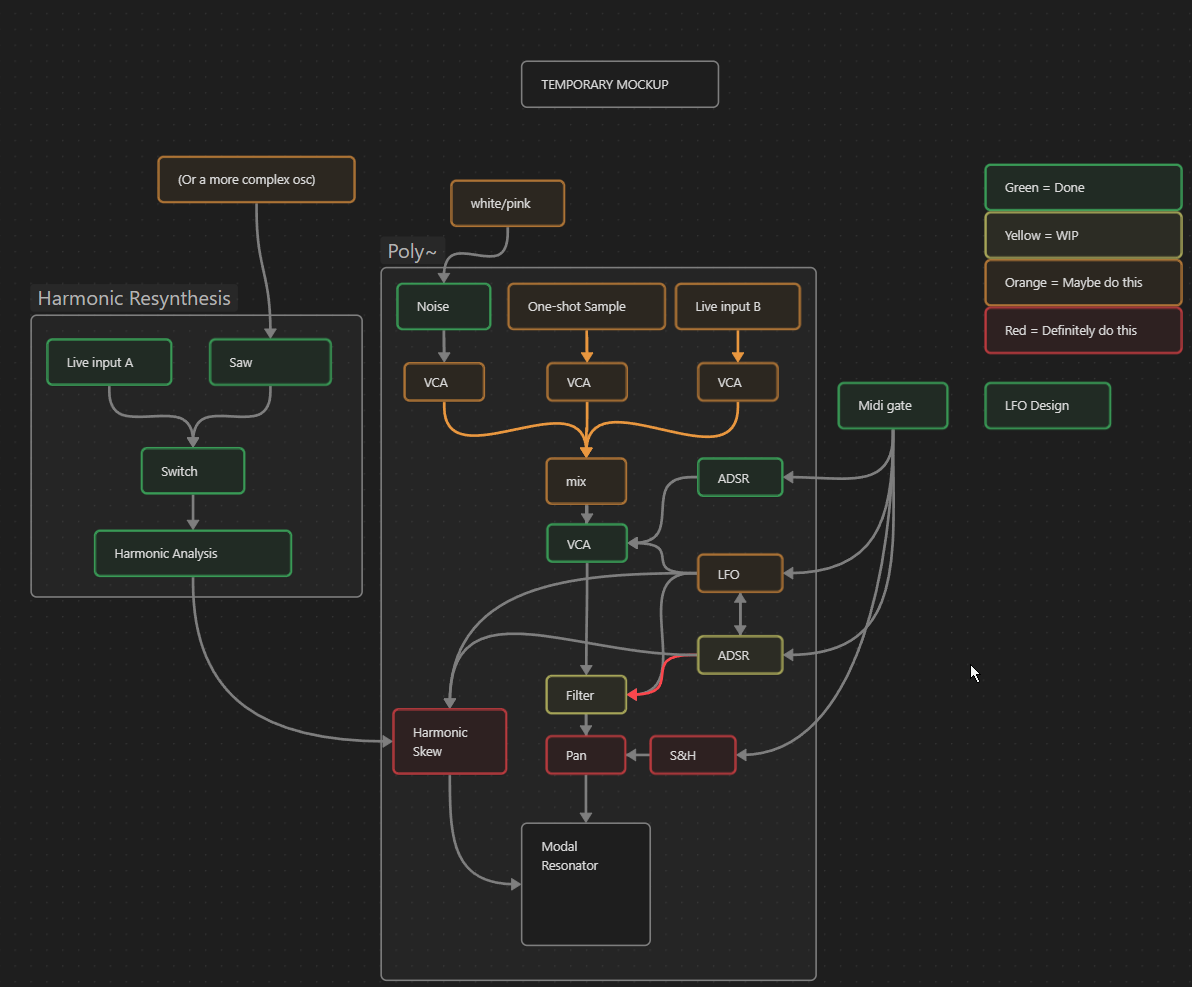 TEMPORARY MOCKUP
(Or a more complex osc)
white/pink
Green = Done
Yellow = WIP
Orange = Maybe do this
Red = Definitely do this
LFO Design
Harmonic Resynthesis
Live input A
Saw
Switch
Harmonic Analysis
Poly~
Noise
One-shot Sample
Live input B
VCA
VCA
VCA
Midi gate
mix
ADSR
VCA
LFO
ADSR
Filter
Harmonic
Skew
Pan
S&H
Modal
Resonator